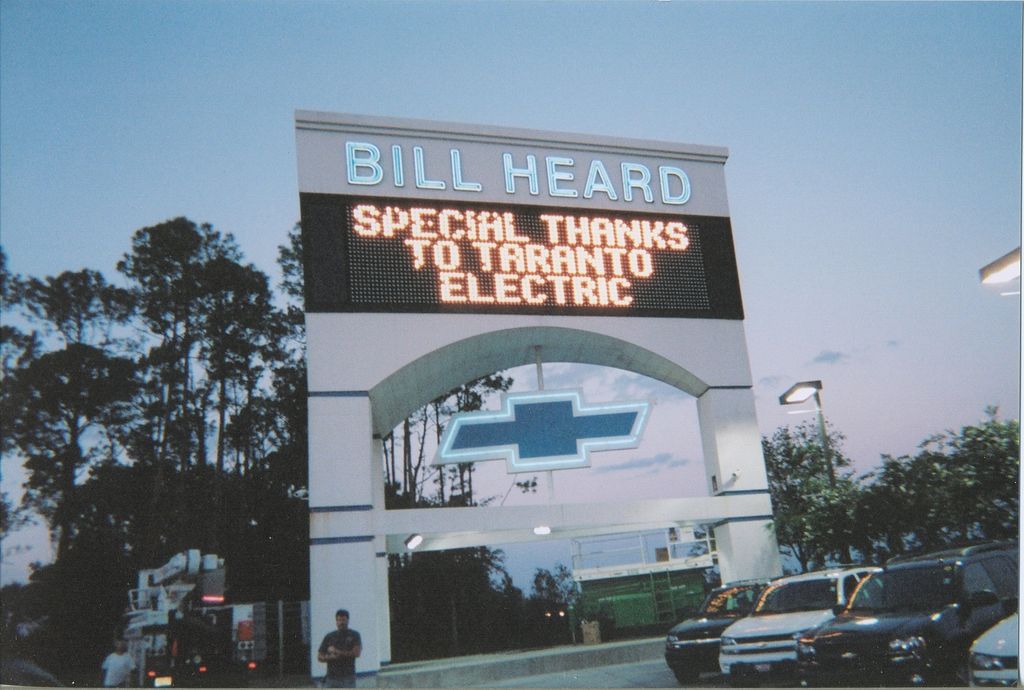 BILL HEARD
SPECIAL THANKS
TO TARANTO
ELECTRIC